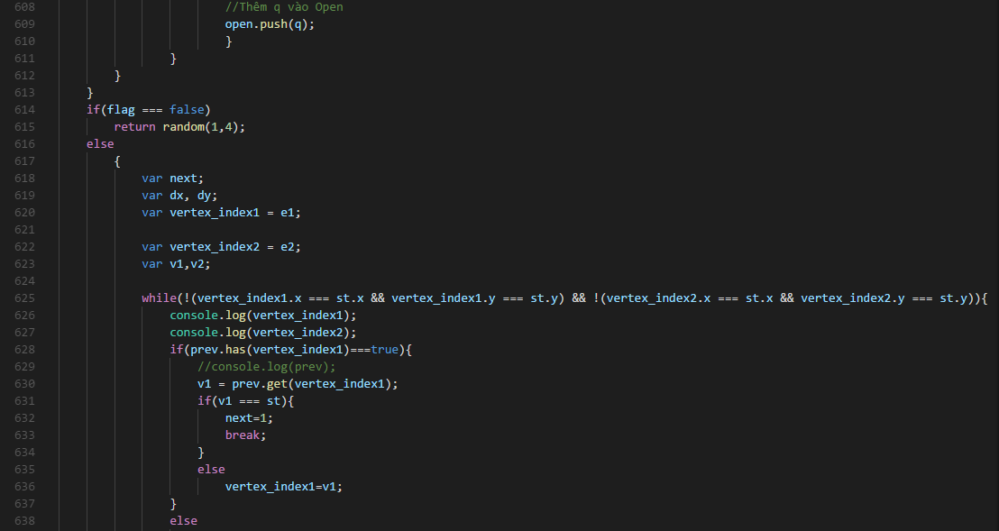 608 //Thêm q vào Open
609 open.push(q);
610 }
611 }
612 }
613 }
614 if(flag === false)
615 return random(1,4);
616 else
617 {
618 var next;
619 var dx, dy;
620 var vertex_index1 = e1;
621
622 var vertex_index2 = e2;
623 var v1,v2;
624
625 while(!(vertex_index1.x === st.x && vertex_index1.y === st.y) && !(vertex_index2.x === st.x && vertex_index2.y === st.y)){
626 console.log(vertex_index1);
627 console.log(vertex_index2);
628 if(prev.has(vertex_index1)===true){
629 //console.log(prev);
630 v1 = prev.get(vertex_index1);
631 if(v1 === st){
632 next=1;
633 break;
634 }
635 else
636 vertex_index1=v1;
637 }
638 else